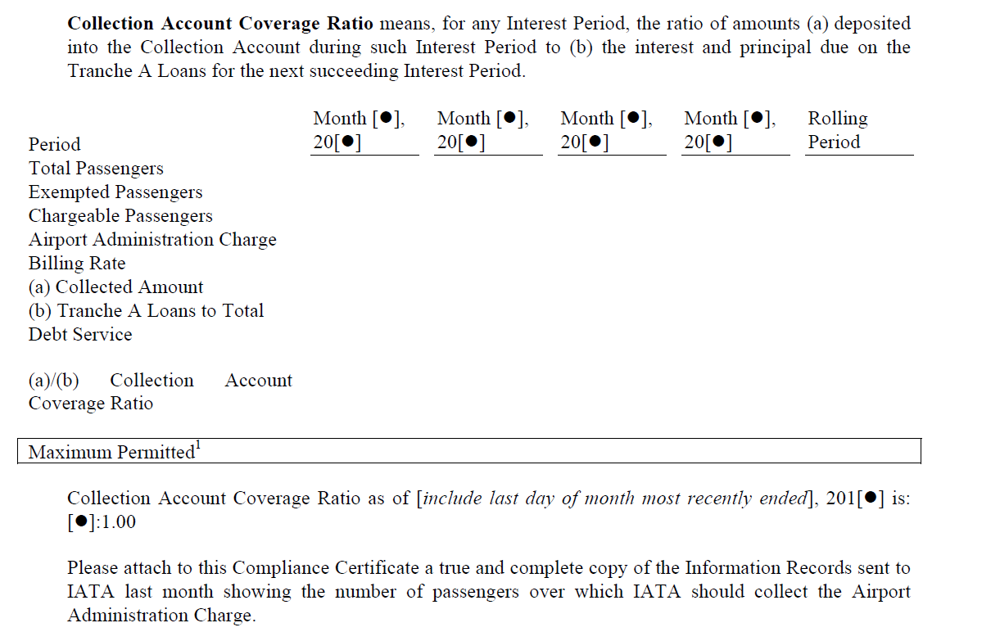 Collection Account Coverage Ratio means, for any Interest Period, the ratio of amounts (a) deposited
into the Collection Account during such Interest Period to (b) the interest and principal due on the
Tranche A Loans for the next succeeding Interest Period.
Month [●], Month [●], Month [●], Month [●], Rolling
Period 20[●] 20[●] 20[●] 20[●] Period
Total Passengers
Exempted Passengers
Chargeable Passengers
Airport Administration Charge
Billing Rate
(a) Collected Amount
(b) Tranche A Loans to Total
Debt Service
(a)/(b) Collection Account
Coverage Ratio
Maximum Permitted1
Collection Account Coverage Ratio as of [include last day of month most recently ended], 201[●] is:
[●]:1.00
Please attach to this Compliance Certificate a true and complete copy of the Information Records sent to
IATA last month showing the number of passengers over which IATA should collect the Airport
Administration Charge.